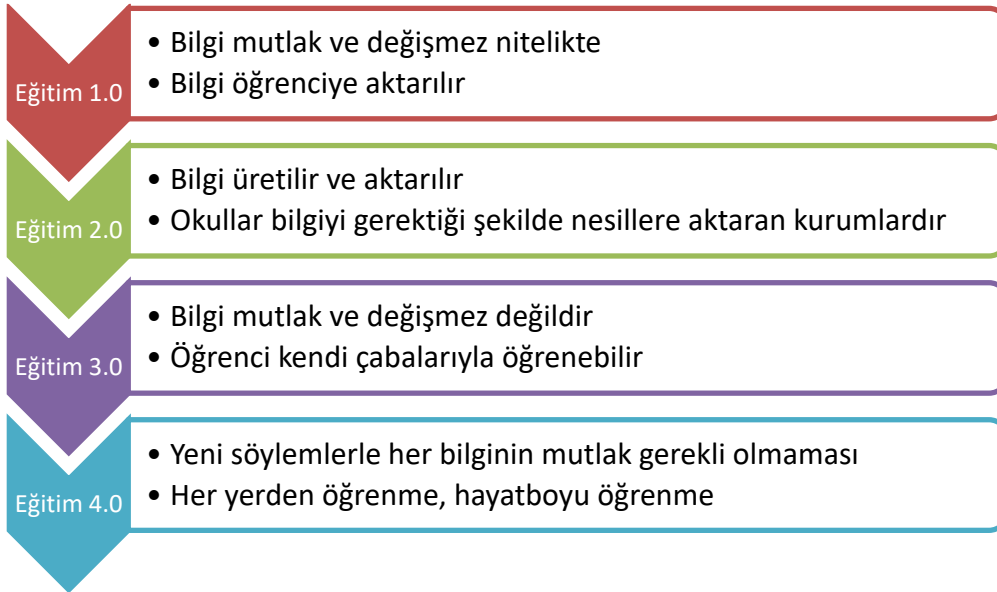 Eğitim 1.0
• Bilgi mutlak ve değişmez nitelikte
• Bilgi öğrenciye aktarılır
Eğitim 2.0
• Bilgi üretilir ve aktarılır
• Okullar bilgiyi gerektiği şekilde nesillere aktaran kurumlardır
Eğitim 3.0
• Bilgi mutlak ve değişmez değildir
• Öğrenci kendi çabalarıyla öğrenebilir
Eğitim 4.0
• Yeni söylemlerle her bilginin mutlak gerekli olmaması
• Her yerden öğrenme, hayatboyu öğrenme